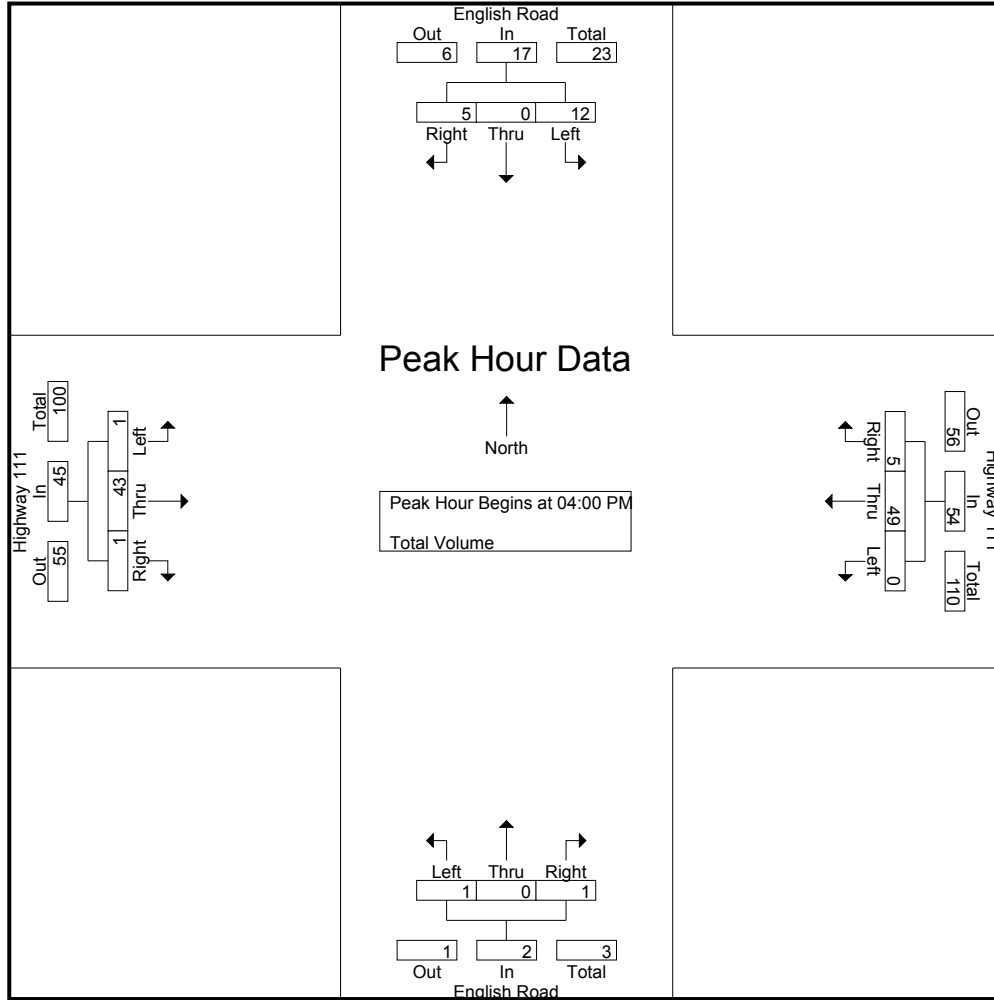 English Road
Out In Total
6 17 23
5 0 12
Right Thru Left
Peak Hour Data
North
Peak Hour Begins at 04:00 PM
Total Volume
Highway 111
Out In Total
55 45 100
1 43 1
Left Thru Right
Highway 111
Out In Total
56 54 110
5 49 0
Right Thru Left
Left Thru Right
1 0 1
1 2 3
Out In Total
English Road